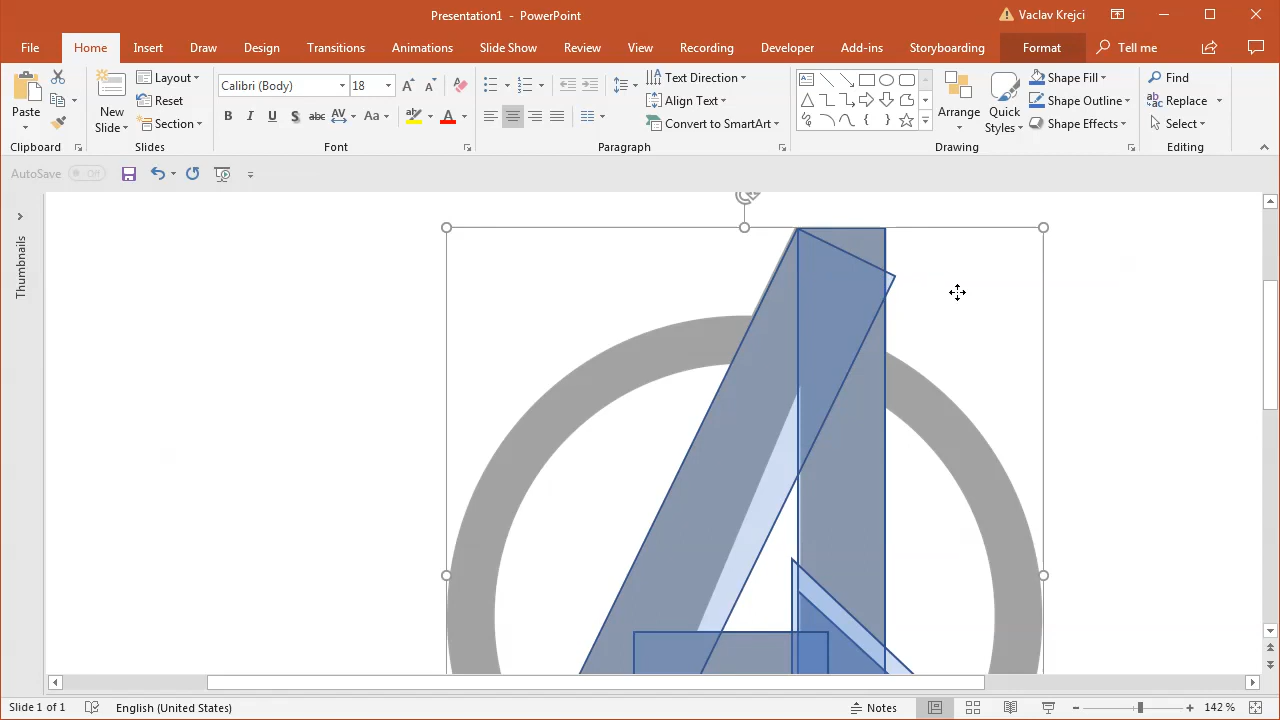 Presentation1 - PowerPoint
Vaclav Krejci
File Home Insert Draw Design Transitions Animations Slide Show Review View Recording Developer Add-ins Storyboarding Format Tell me
Paste
Clipboard
New Slide
Layout
Reset
Section
Slides
Calibri (Body) 18
B I U S abc AV Aa
A
Font
Text Direction
Align Text
Convert to SmartArt
Paragraph
Arrange
Quick Styles
Shape Fill
Shape Outline
Shape Effects
Drawing
Find
Replace
Select
Editing
AutoSave Off
Thumbnails
Slide 1 of 1 English (United States) Notes 142 %